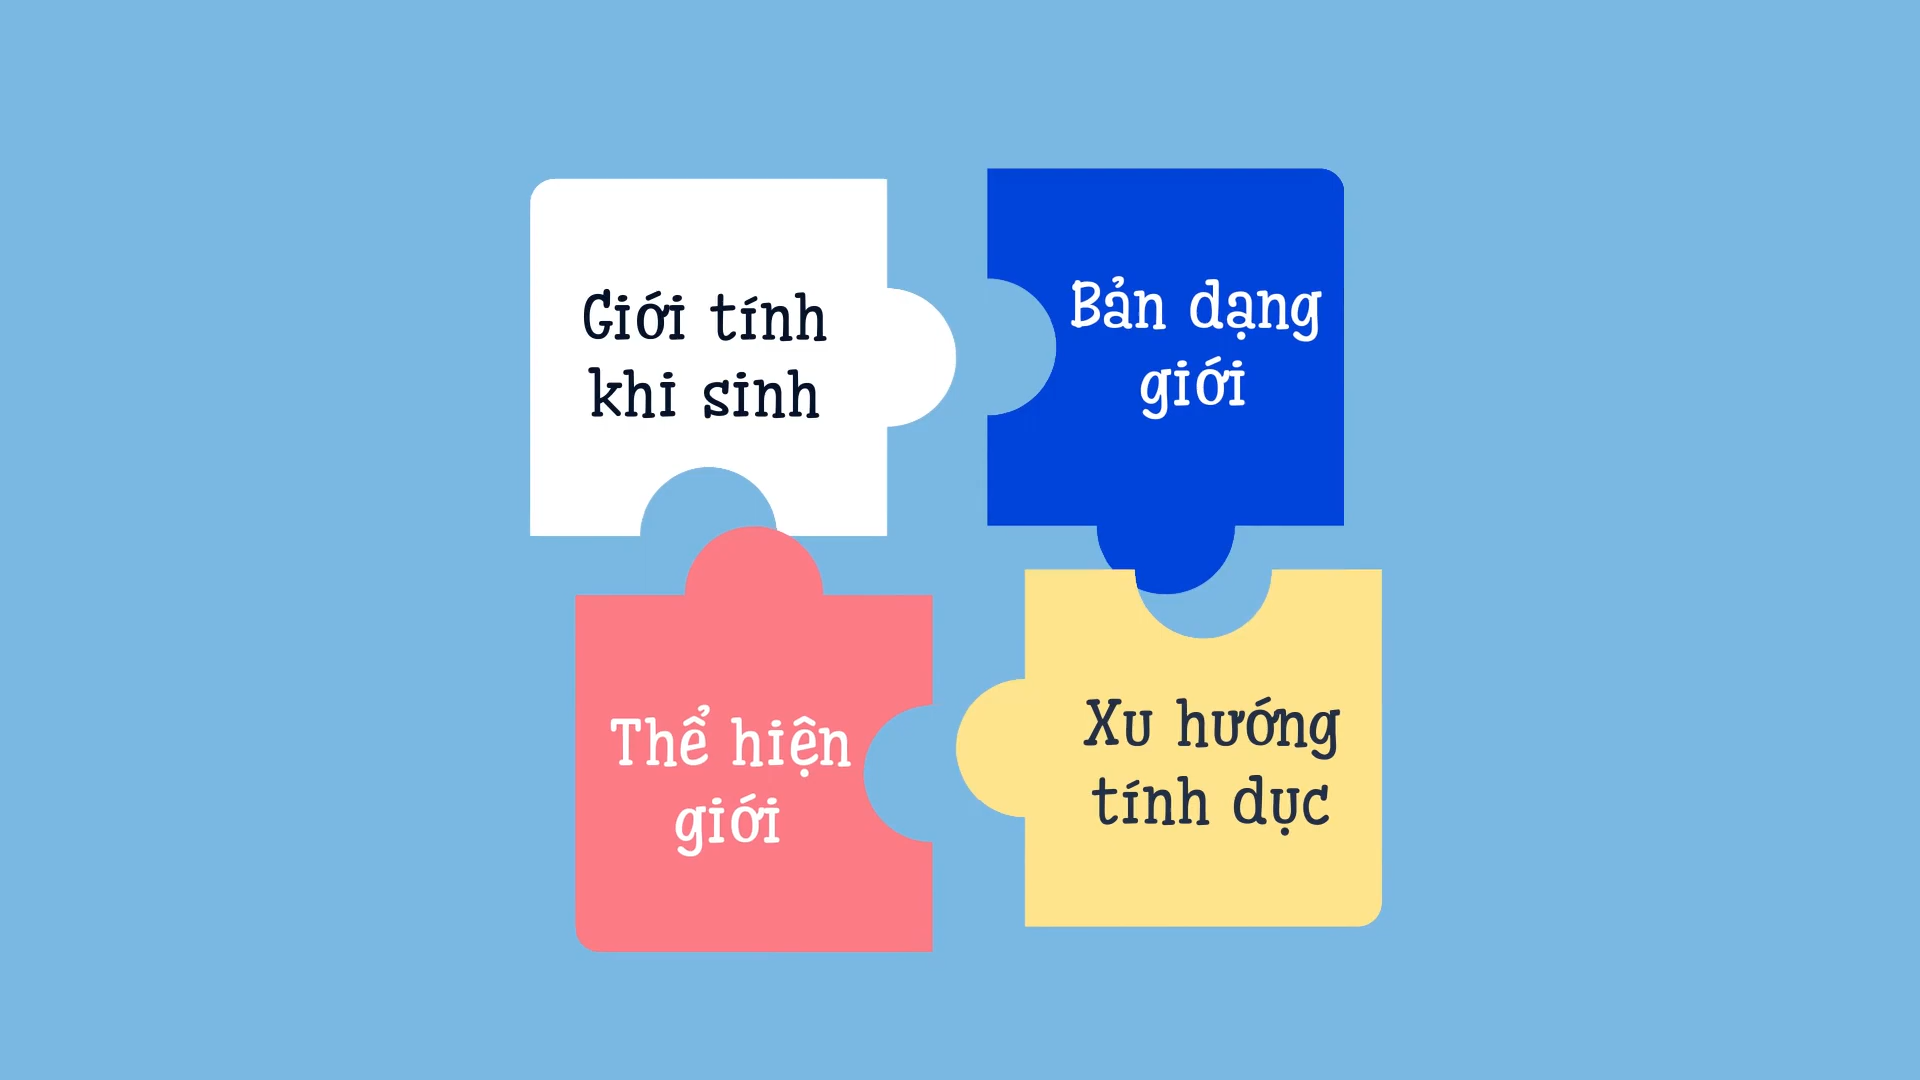 Giới tính
khi sinh
Bản dạng
giới
Thể hiện
giới
Xu hướng
tính dục